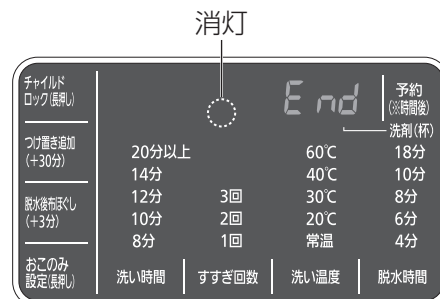 消灯
チャイルド
ロック(長押し)
End
予約
(※時間後)
洗剤(杯)
つけ置き追加
(+30分)
20分以上 60℃ 18分
14分 40℃ 10分
脱水後布ほぐし
(+3分)
12分 3回 30℃ 8分
10分 2回 20℃ 6分
8分 1回 常温 4分
おこのみ
設定(長押し)
洗い時間 すすぎ回数 洗い温度 脱水時間